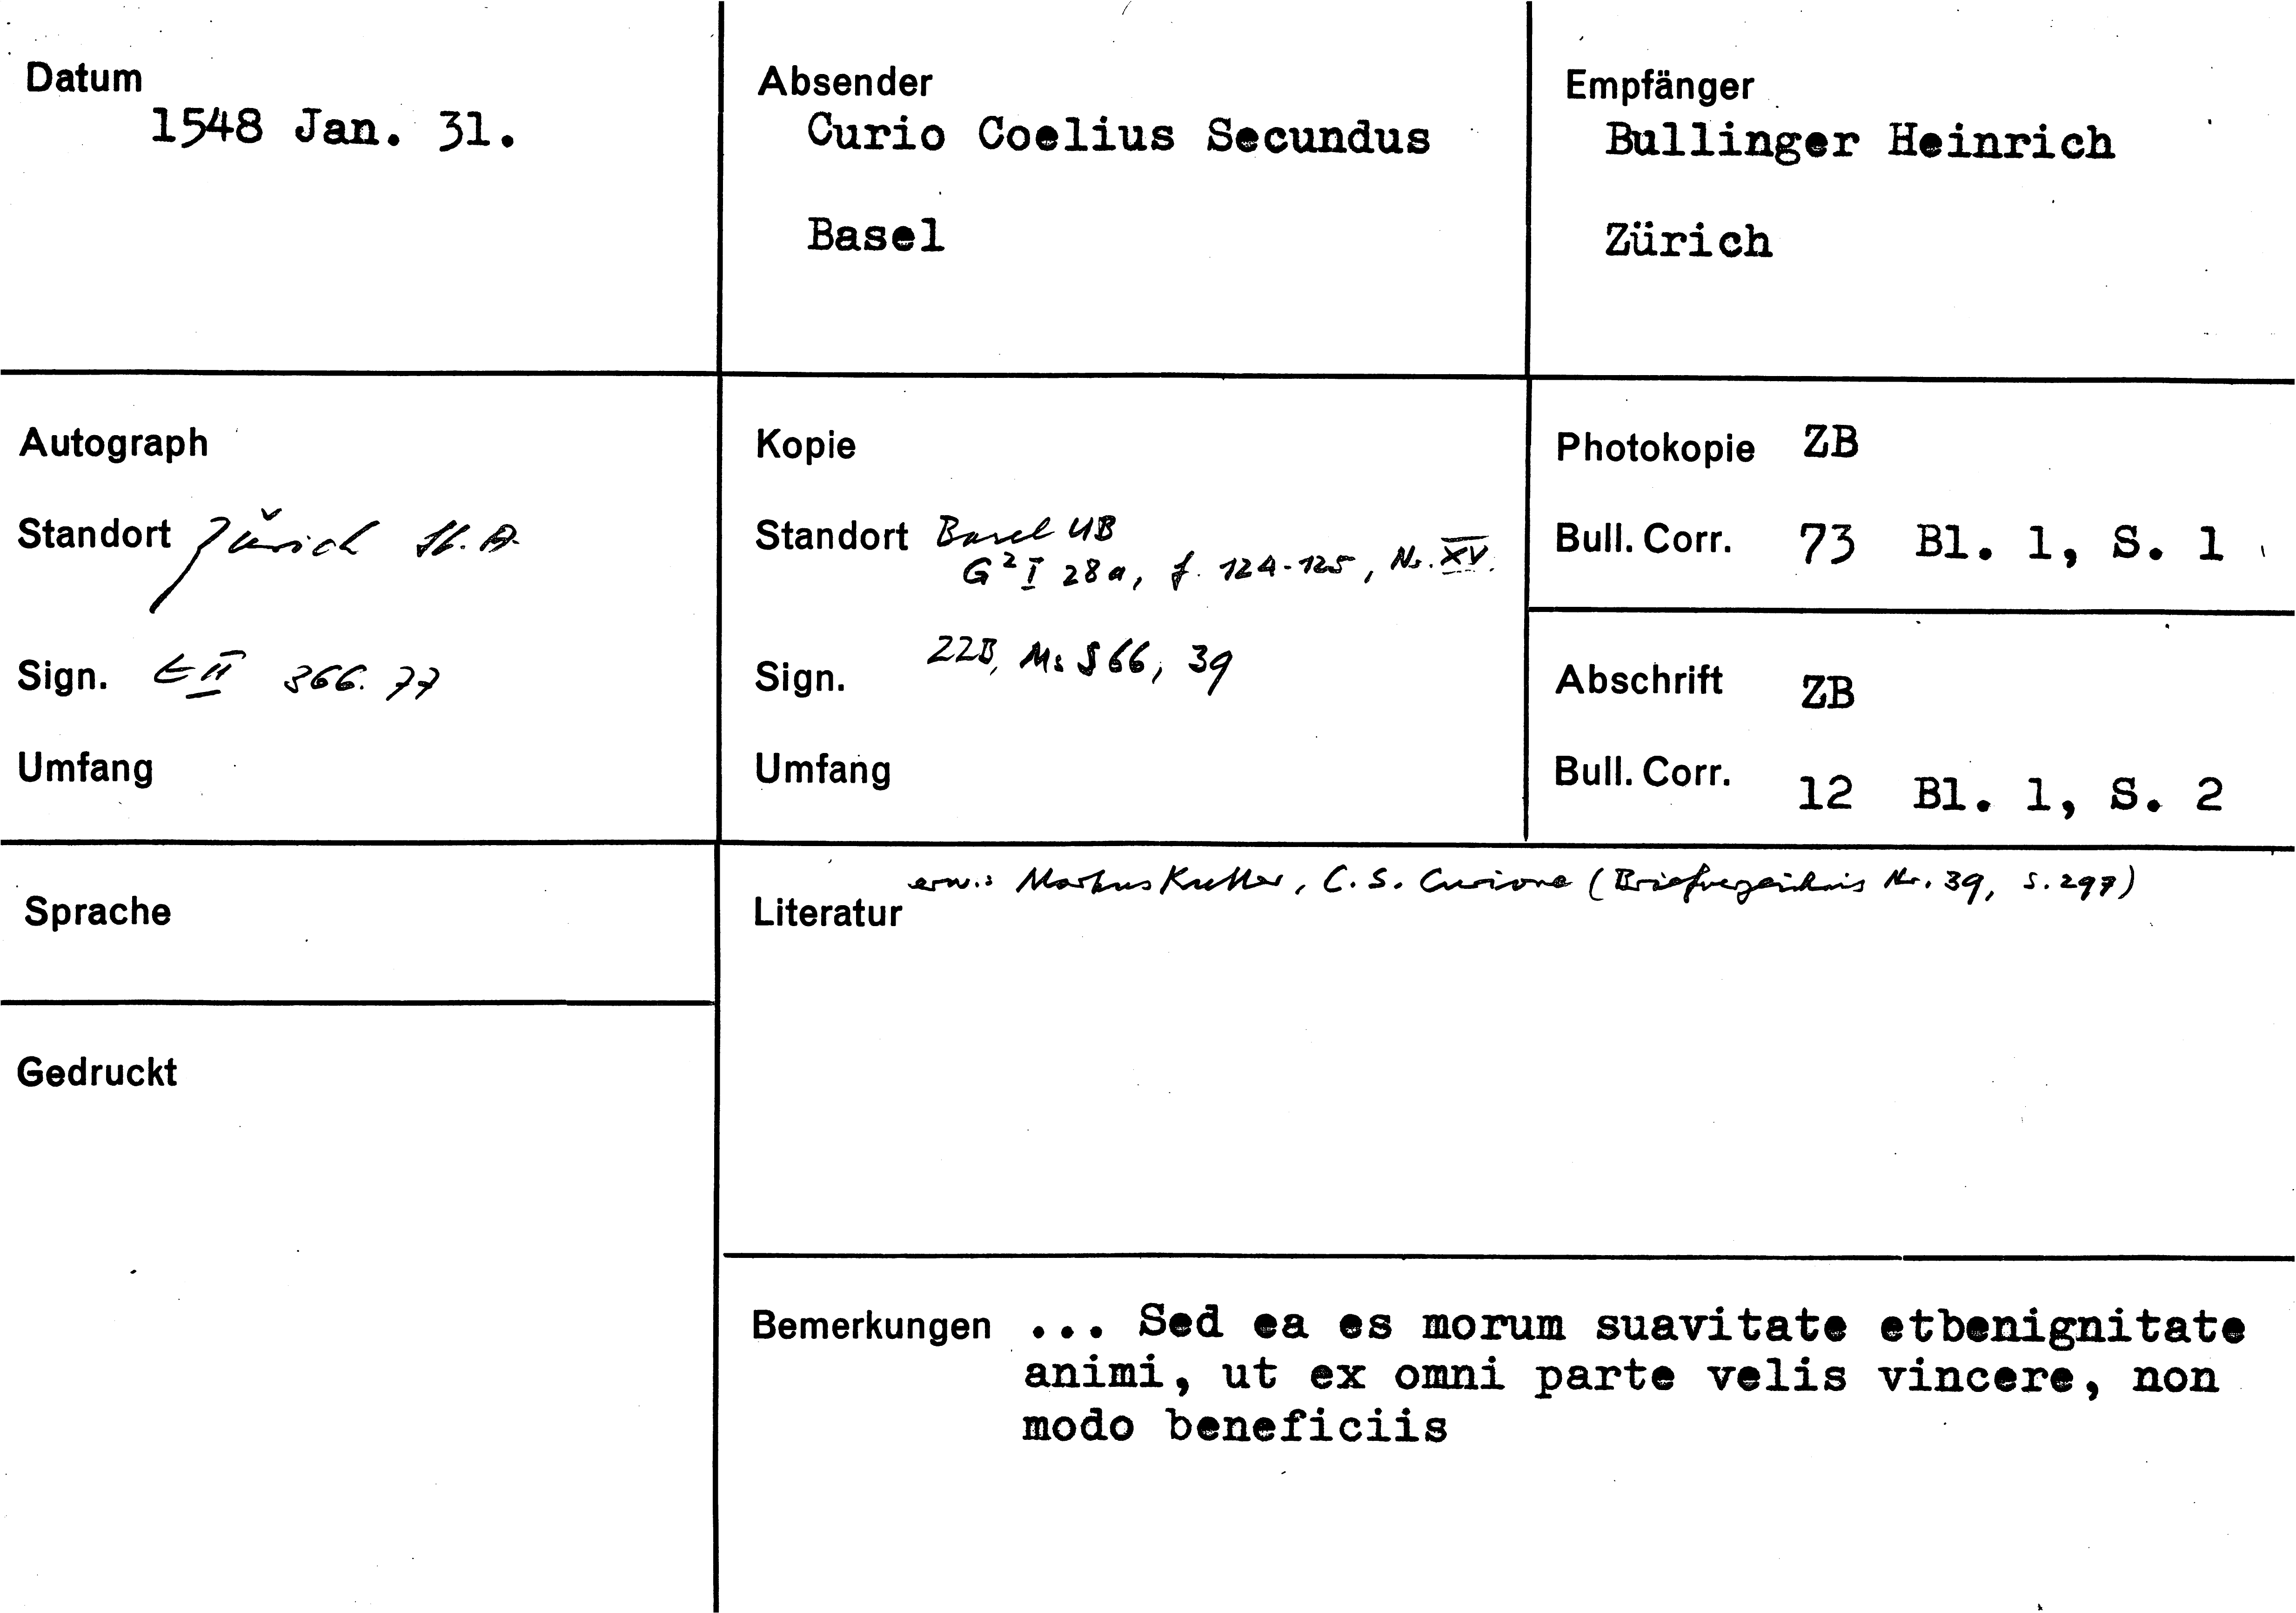 Datum
1548 Jan. 31.
Absender
Curio Coelius Secundus
Basel
Empfänger
Bullinger Heinrich
Zürich
Autograph
Standort Zürich St. A.
Sign. E II 366. 77
Umfang
Kopie
Standort Basel UB
G² I 28a, f. 124-125, Nr. XV.
Sign. ZZB, Ms S 66, 39
Umfang
Photokopie ZB
Bull. Corr. 73 Bl. 1, S. 1
Abschrift ZB
Bull. Corr. 12 Bl. 1, S. 2
Sprache
Gedruckt
Literatur erw.: Markus Kutter, C. S. Curione (Briefverzeichnis Nr. 39, S. 297)
Bemerkungen ... Sed ea es morum suavitate etbenignitate
animi, ut ex omni parte velis vincere, non
modo beneficiis